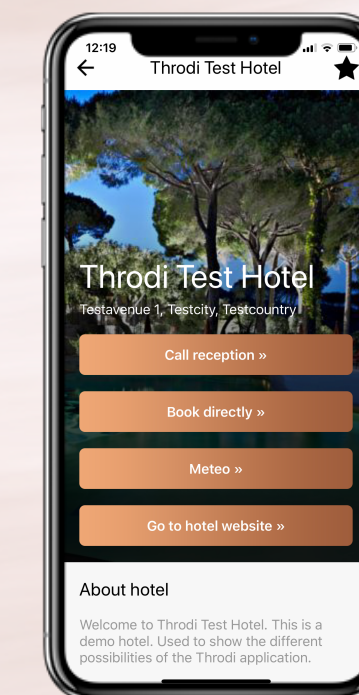 12:19
Throdi Test Hotel
Throdi Test Hotel
Testavenue 1, Testcity, Testcountry
Call reception »
Book directly »
Meteo »
Go to hotel website »
About hotel
Welcome to Throdi Test Hotel. This is a
demo hotel. Used to show the different
possibilities of the Throdi application.